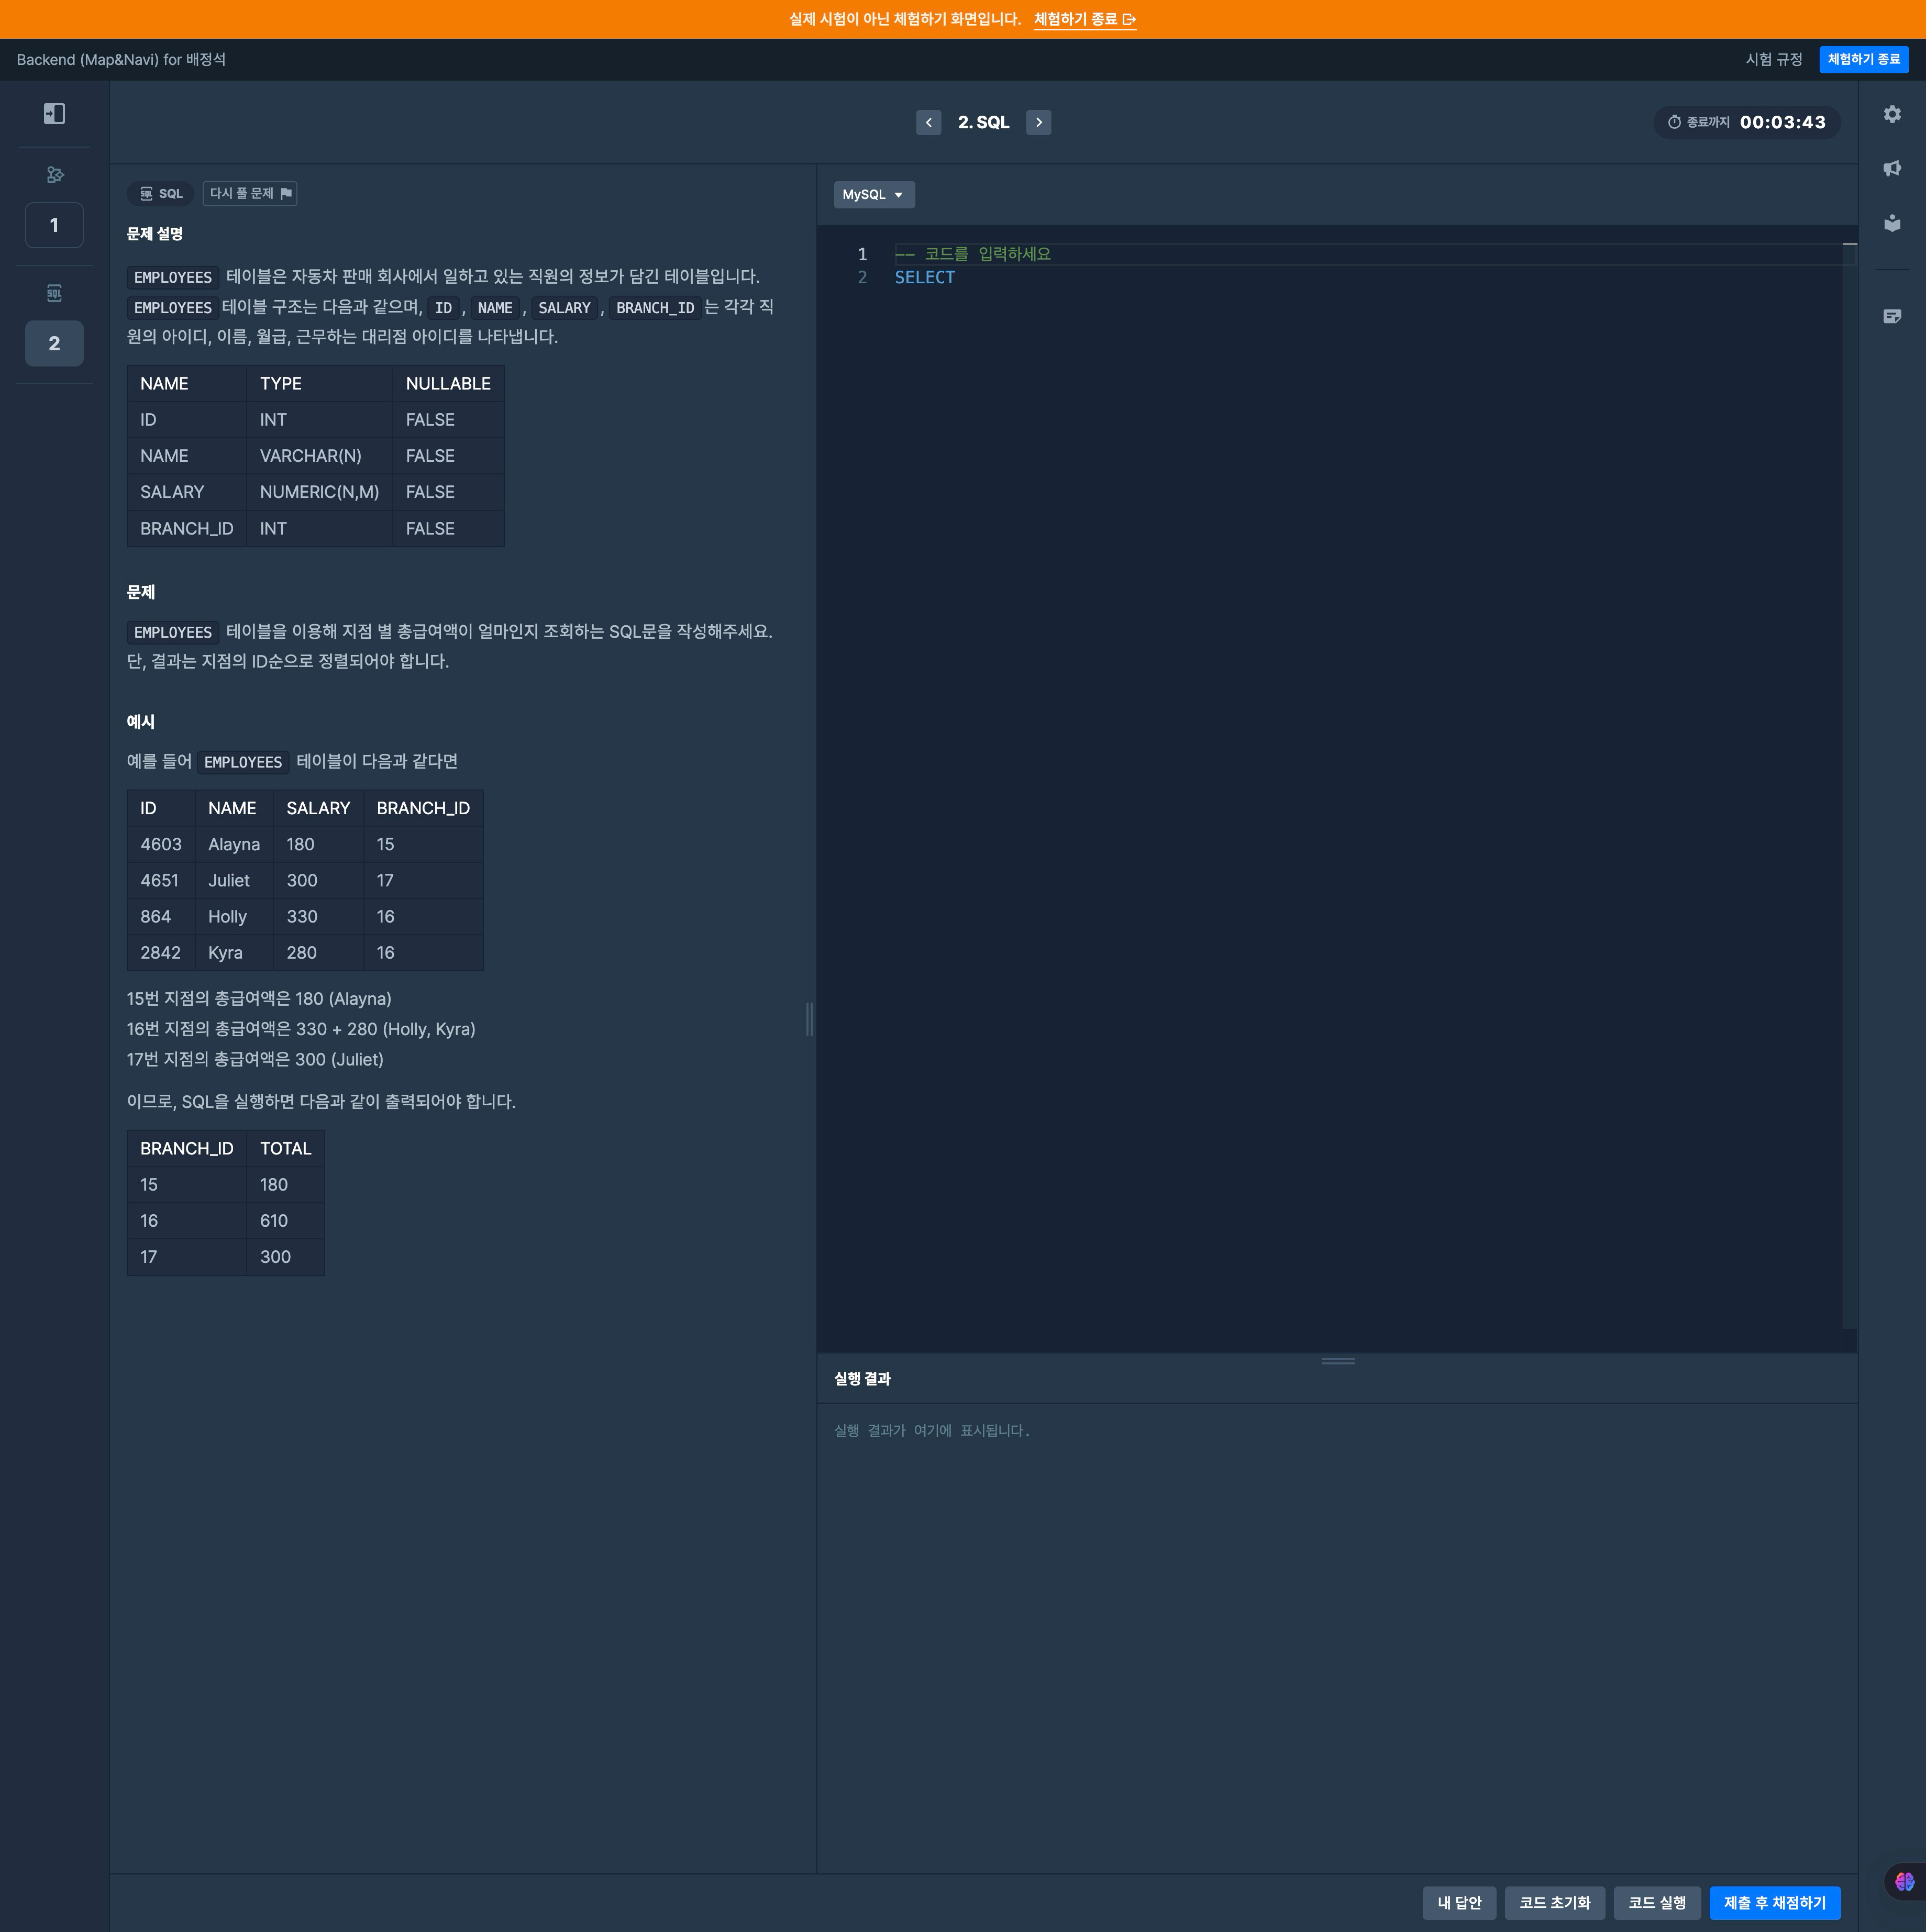 실제 시험이 아닌 체험하기 화면입니다. 체험하기 종료
Backend (Map&Navi) for 배정석
시험 규정
체험하기 종료
2. SQL
종료까지 00:03:43
1
SQL
2
SQL
다시 풀 문제
문제 설명
EMPLOYEES 테이블은 자동차 판매 회사에서 일하고 있는 직원의 정보가 담긴 테이블입니다.
EMPLOYEES 테이블 구조는 다음과 같으며, ID, NAME, SALARY, BRANCH_ID 는 각각 직
원의 아이디, 이름, 월급, 근무하는 대리점 아이디를 나타냅니다.
NAME TYPE NULLABLE
ID INT FALSE
NAME VARCHAR(N) FALSE
SALARY NUMERIC(N,M) FALSE
BRANCH_ID INT FALSE
문제
EMPLOYEES 테이블을 이용해 지점 별 총급여액이 얼마인지 조회하는 SQL문을 작성해주세요.
단, 결과는 지점의 ID순으로 정렬되어야 합니다.
예시
예를 들어 EMPLOYEES 테이블이 다음과 같다면
ID NAME SALARY BRANCH_ID
4603 Alayna 180 15
4651 Juliet 300 17
864 Holly 330 16
2842 Kyra 280 16
15번 지점의 총급여액은 180 (Alayna)
16번 지점의 총급여액은 330 + 280 (Holly, Kyra)
17번 지점의 총급여액은 300 (Juliet)
이므로, SQL을 실행하면 다음과 같이 출력되어야 합니다.
BRANCH_ID TOTAL
15 180
16 610
17 300
MySQL
1 -- 코드를 입력하세요
2 SELECT
실행 결과
실행 결과가 여기에 표시됩니다.
내 답안
코드 초기화
코드 실행
제출 후 채점하기